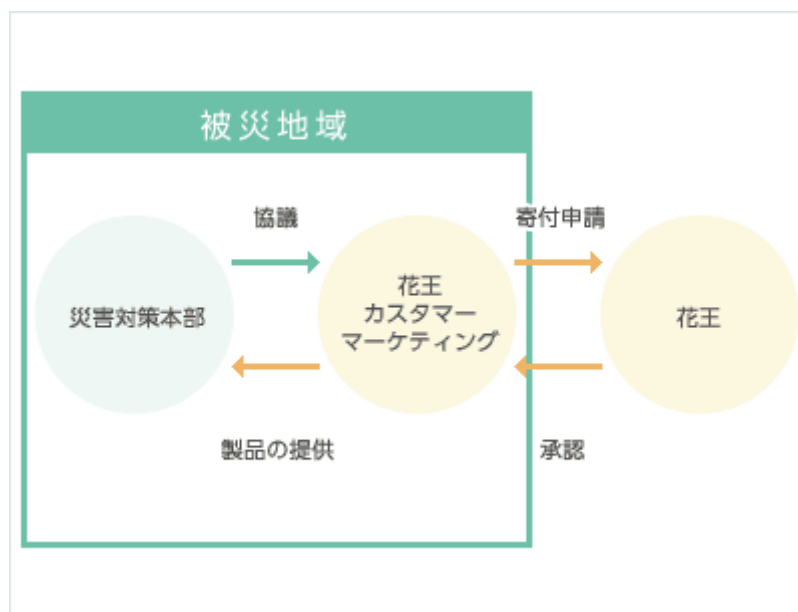 被災地域
協議
寄付申請
災害対策本部
花王
カスタマー
マーケティング
花王
製品の提供
承認